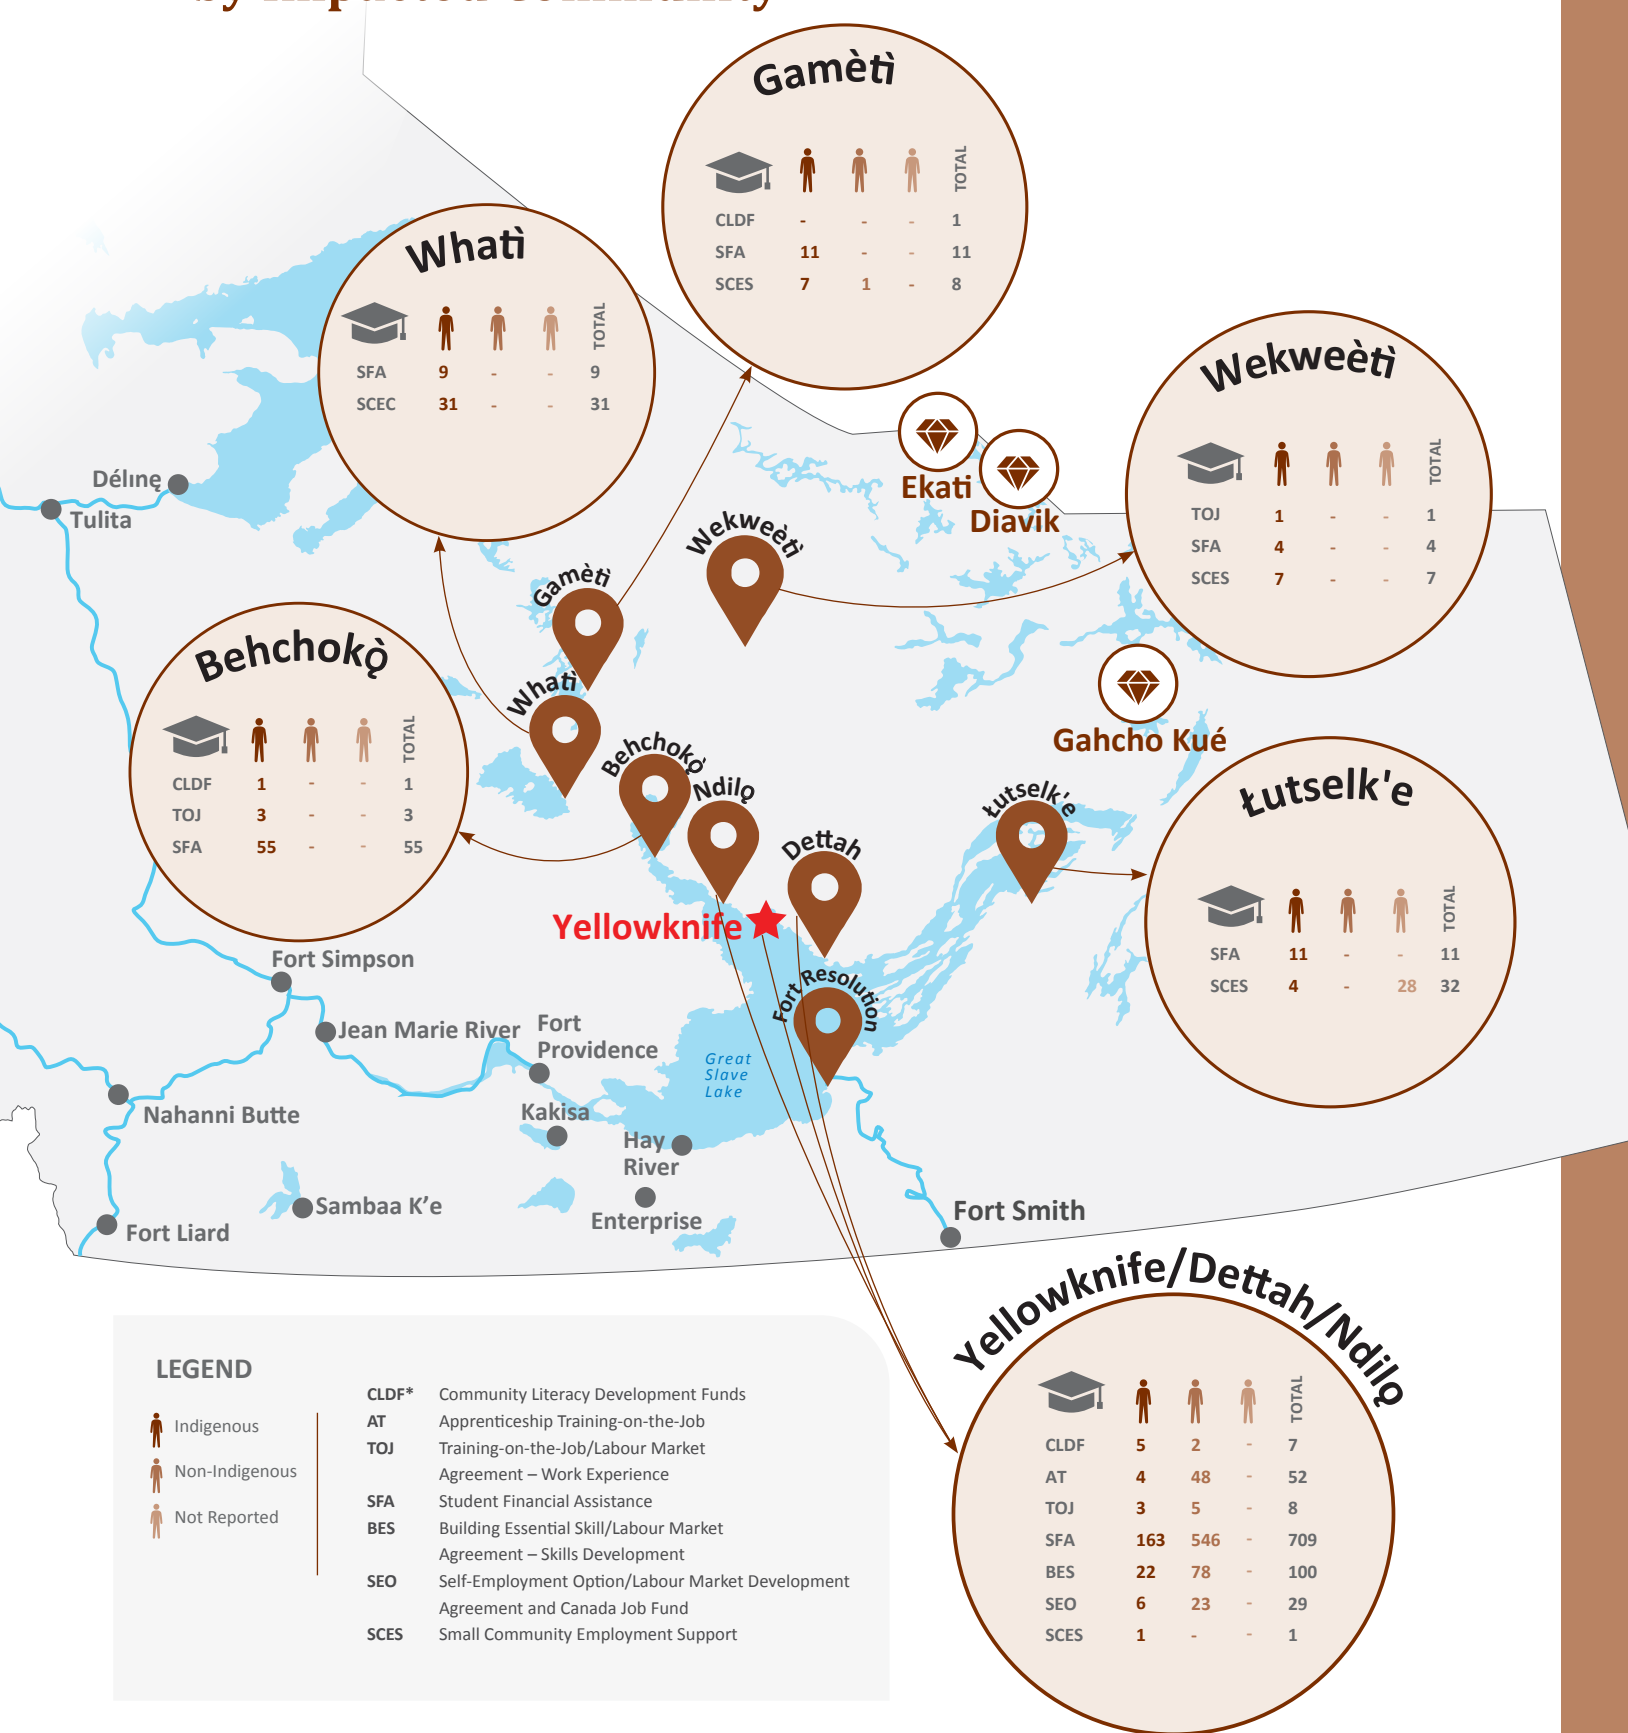 by Impacted Community
Gamètì
TOTAL
CLDF - - - 1
SFA 11 - - 11
SCES 7 1 - 8
Whatì
TOTAL
SFA 9 - - 9
SCEC 31 - - 31
Wekweètì
TOTAL
TOJ 1 - - 1
SFA 4 - - 4
SCES 7 - - 7
Ekati
Diavik
Délı̨nę
Tulita
Wekweètì
Gamètì
Whatì
Behchokǫ̀
TOTAL
CLDF 1 - - 1
TOJ 3 - - 3
SFA 55 - - 55
Gahcho Kué
Behchokǫ̀
Ndilǫ
Dettah
Łutselk'e
Łutselk'e
TOTAL
SFA 11 - - 11
SCES 4 - 28 32
Yellowknife
Fort Resolution
Fort Simpson
Jean Marie River
Fort
Providence
Great
Slave
Lake
Nahanni Butte
Kakisa
Hay
River
Sambaa K’e
Enterprise
Fort Liard
Fort Smith
Yellowknife/Dettah/Ndilǫ
TOTAL
CLDF 5 2 - 7
AT 4 48 - 52
TOJ 3 5 - 8
SFA 163 546 - 709
BES 22 78 - 100
SEO 6 23 - 29
SCES 1 - - 1
LEGEND
Indigenous
Non-Indigenous
Not Reported
CLDF* Community Literacy Development Funds
AT Apprenticeship Training-on-the-Job
TOJ Training-on-the-Job/Labour Market
Agreement – Work Experience
SFA Student Financial Assistance
BES Building Essential Skill/Labour Market
Agreement – Skills Development
SEO Self-Employment Option/Labour Market Development
Agreement and Canada Job Fund
SCES Small Community Employment Support